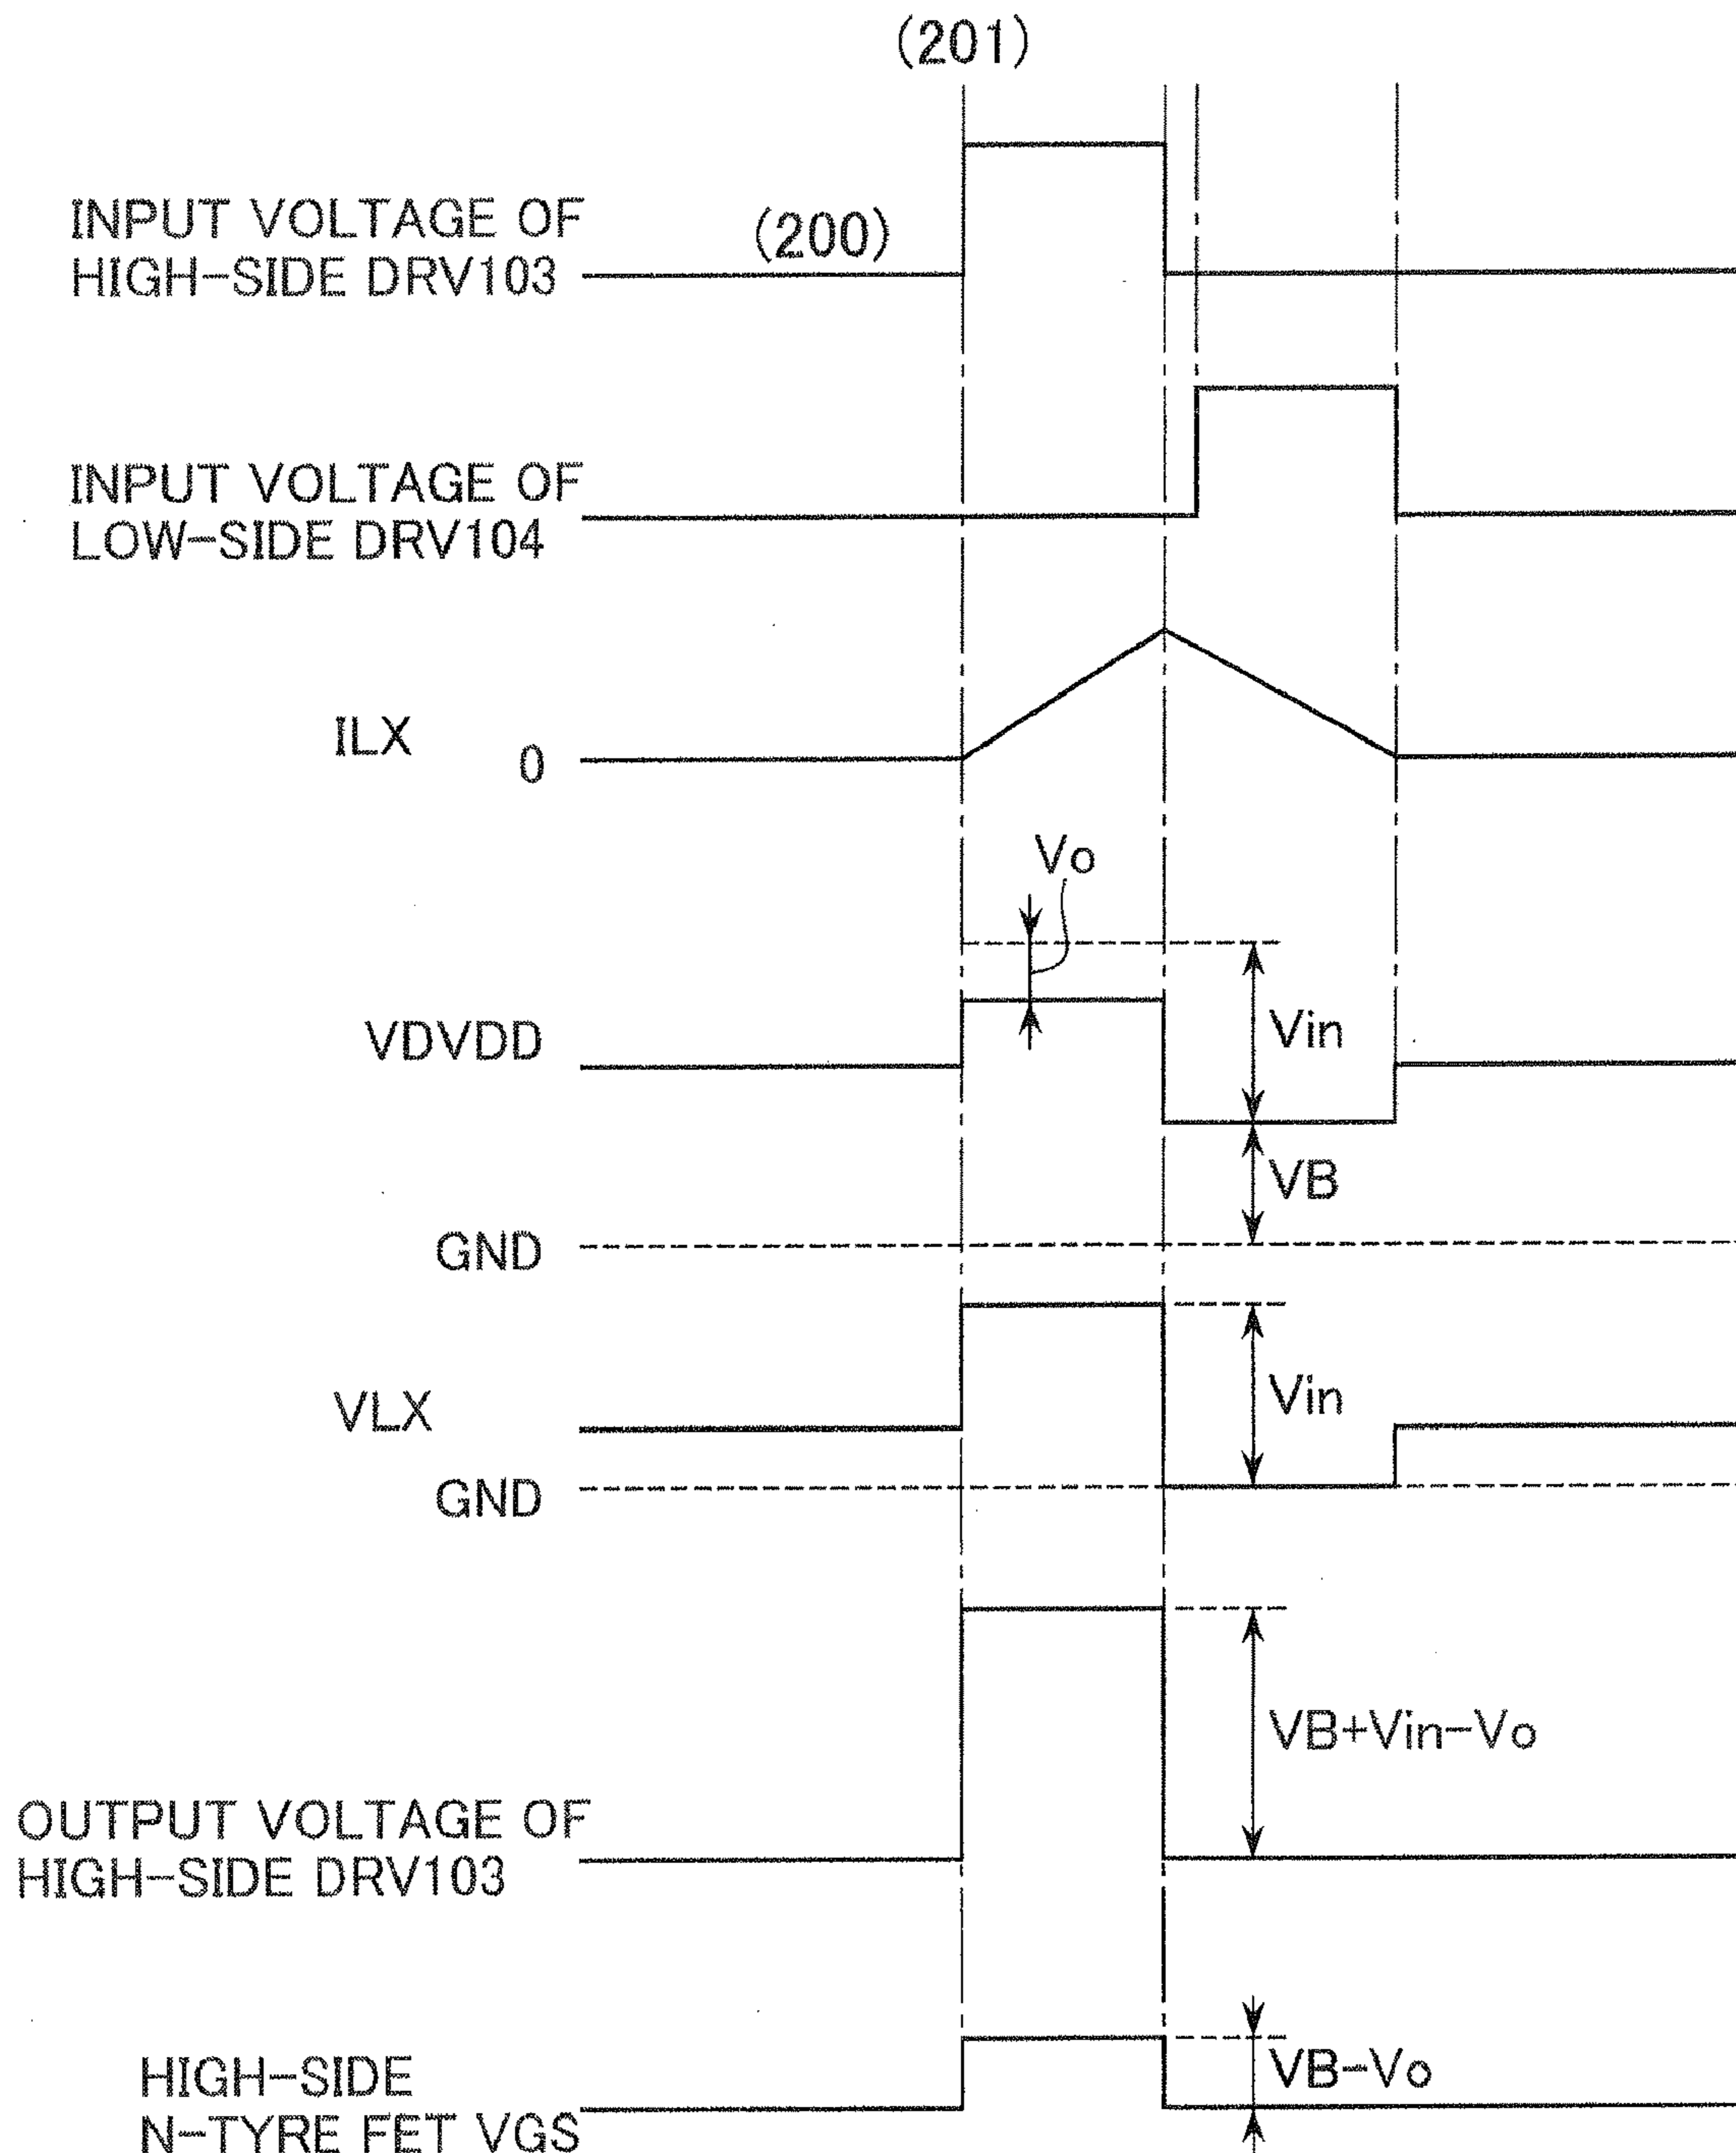 (201)
INPUT VOLTAGE OF
HIGH-SIDE DRV103
(200)
INPUT VOLTAGE OF
LOW-SIDE DRV104
ILX
0
Vo
VDVDD
Vin
VB
GND
VLX
Vin
GND
VB+Vin-Vo
OUTPUT VOLTAGE OF
HIGH-SIDE DRV103
HIGH-SIDE
N-TYRE FET VGS
VB-Vo